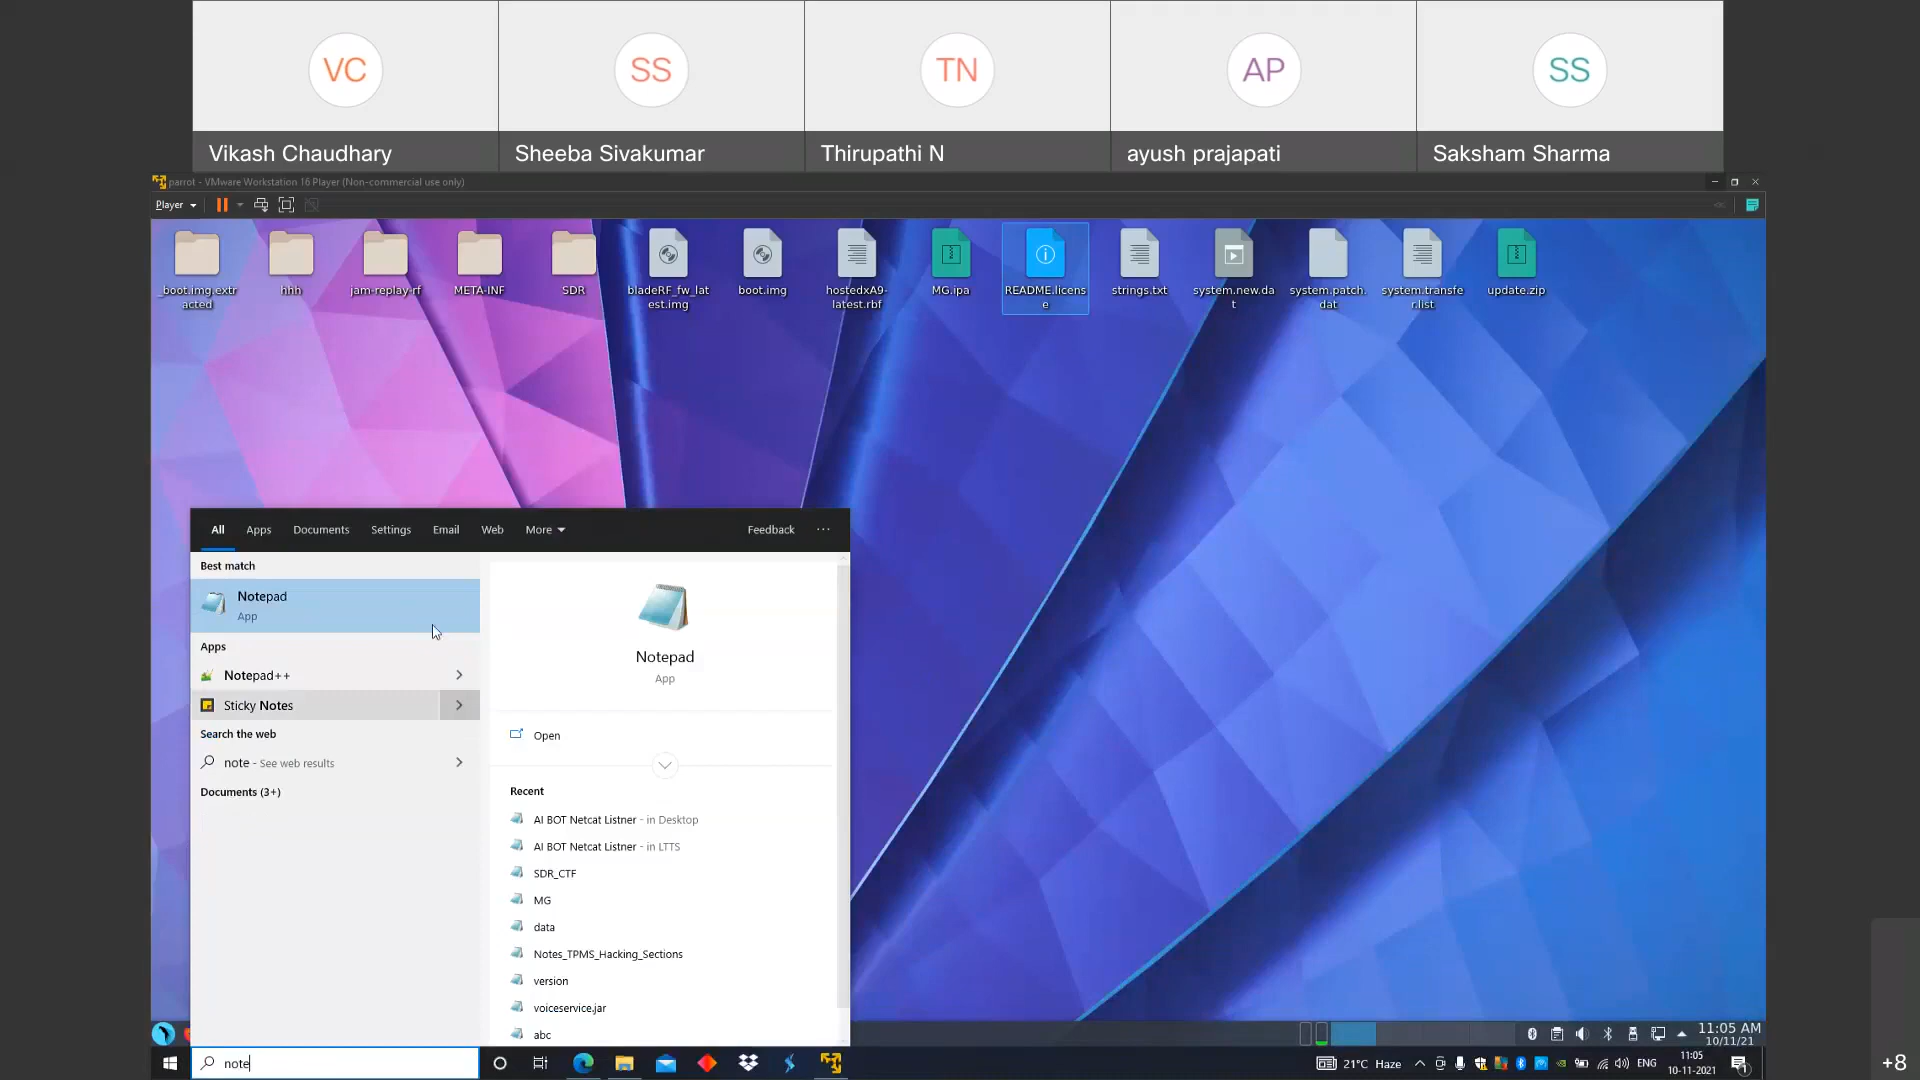 VC
SS
TN
AP
SS
Vikash Chaudhary
Sheeba Sivakumar
Thirupathi N
ayush prajapati
Saksham Sharma
parrot - VMware Workstation 16 Player (Non-commercial use only)
Player
_boot.img.extr
acted
hhh
jam-replay-rf
META-INF
SDR
bladeRF_fw_lat
est.img
boot.img
hostedxA9-
latest.rbf
MG.ipa
README.licens
e
strings.txt
system.new.da
t
system.patch.
dat
system.transfe
r.list
update.zip
All Apps Documents Settings Email Web More Feedback
Best match
Notepad
App
Apps
Notepad++
Sticky Notes
Search the web
note - See web results
Documents (3+)
Notepad
App
Open
Recent
AI BOT Netcat Listner - in Desktop
AI BOT Netcat Listner - in LTTS
SDR_CTF
MG
data
Notes_TPMS_Hacking_Sections
version
voiceservice.jar
abc
11:05 AM
10/11/21
note
21°C Haze
ENG
11:05
10-11-2021
1
+8